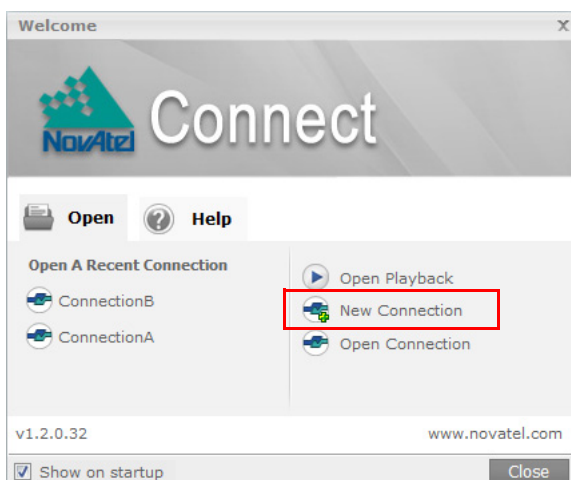 Welcome
X
NovAtel
Connect
Open
? Help
Open A Recent Connection
ConnectionB
ConnectionA
Open Playback
New Connection
Open Connection
v1.2.0.32
www.novatel.com
Show on startup
Close